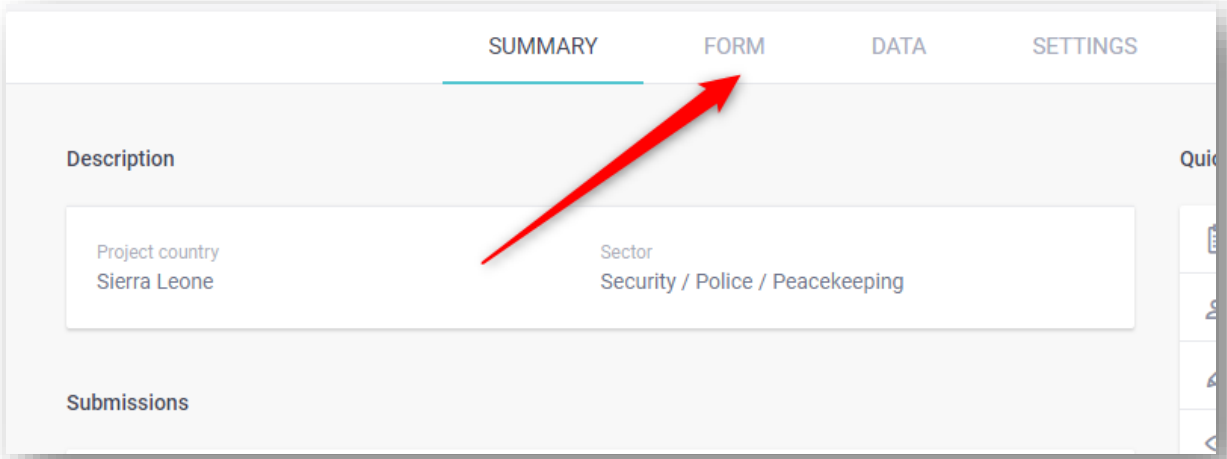 SUMMARY FORM DATA SETTINGS
Description
Project country
Sierra Leone
Sector
Security / Police / Peacekeeping
Submissions